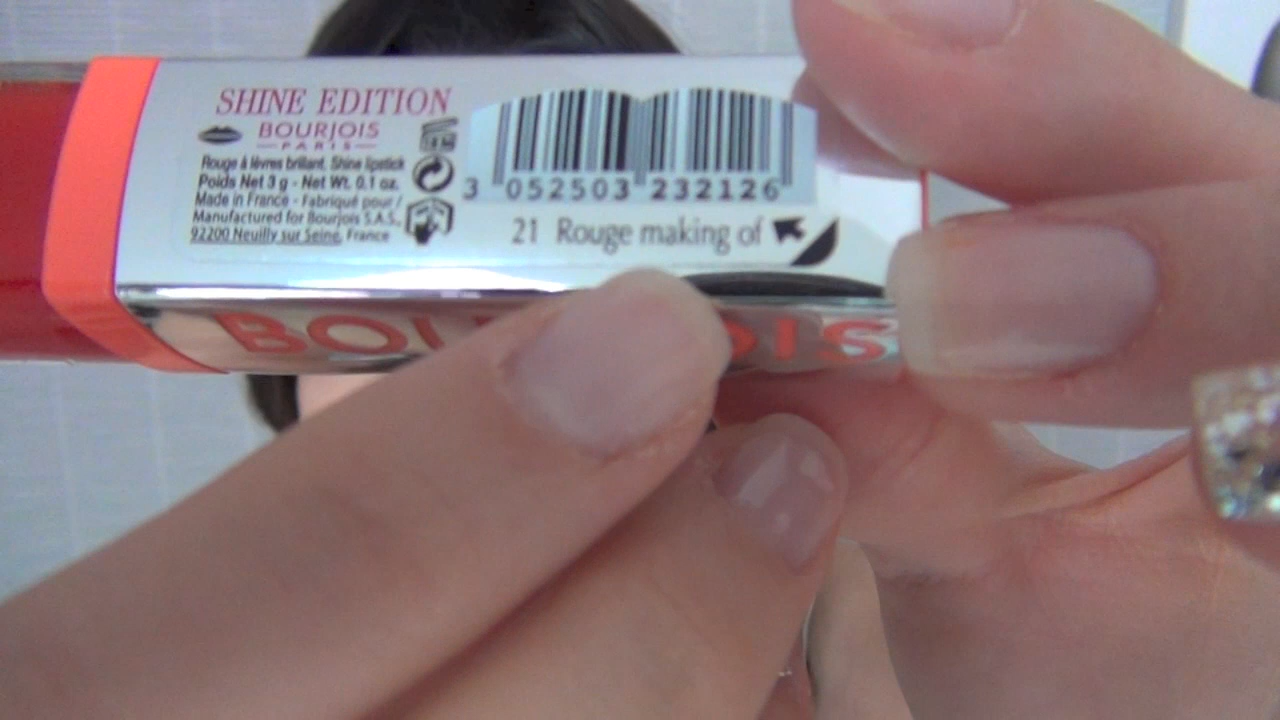 SHINE EDITION
BOURJOIS
PARIS
Rouge à lèvres brillant. Shine lipstick
Poids Net 3 g - Net Wt. 0.1 oz.
Made in France - Fabriqué pour /
Manufactured for Bourjois S.A.S.,
92200 Neuilly sur Seine, France
3 052503 232126
21 Rouge making of